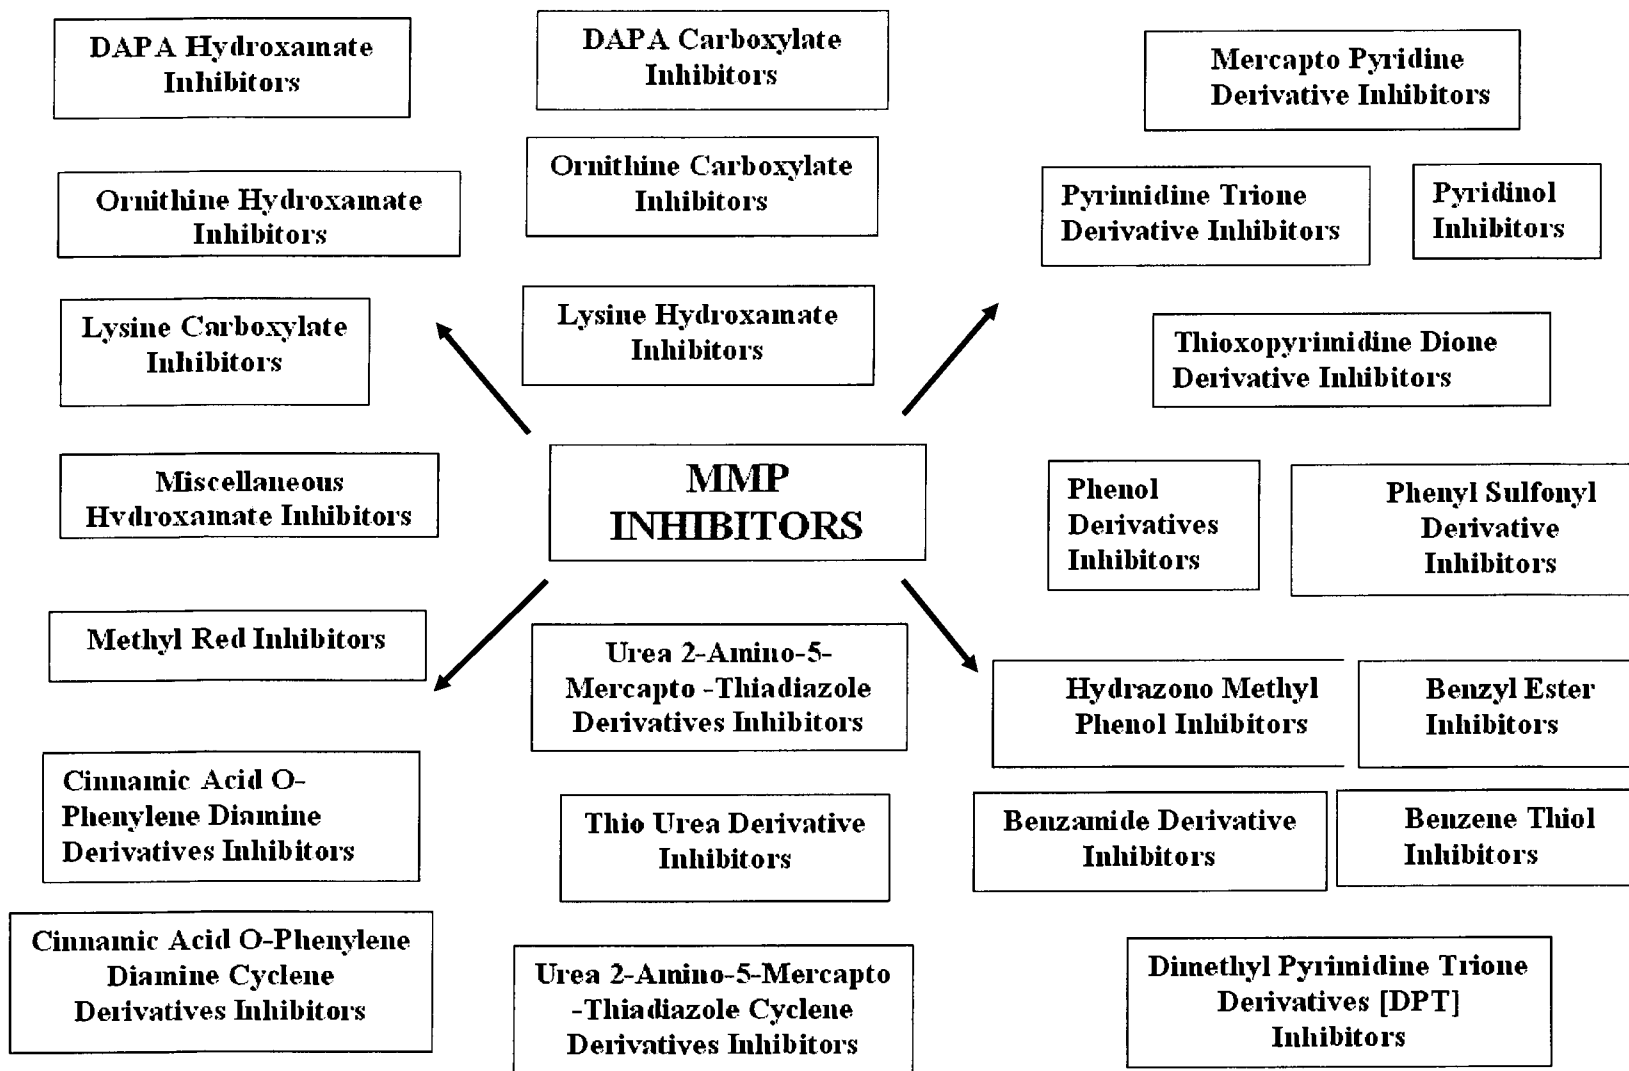 DAPA Hydroxamate
Inhibitors
DAPA Carboxylate
Inhibitors
Mercapto Pyridine
Derivative Inhibitors
Ornithine Hydroxamate
Inhibitors
Ornithine Carboxylate
Inhibitors
Pyrimidine Trione
Derivative Inhibitors
Pyridinol
Inhibitors
Lysine Carboxylate
Inhibitors
Lysine Hydroxamate
Inhibitors
Thioxopyrimidine Dione
Derivative Inhibitors
Miscellaneous
Hydroxamate Inhibitors
MMP
INHIBITORS
Phenol
Derivatives
Inhibitors
Phenyl Sulfonyl
Derivative
Inhibitors
Methyl Red Inhibitors
Urea 2-Amino-5-
Mercapto -Thiadiazole
Derivatives Inhibitors
Hydrazono Methyl
Phenol Inhibitors
Benzyl Ester
Inhibitors
Cinnamic Acid O-
Phenylene Diamine
Derivatives Inhibitors
Thio Urea Derivative
Inhibitors
Benzamide Derivative
Inhibitors
Benzene Thiol
Inhibitors
Cinnamic Acid O-Phenylene
Diamine Cyclene
Derivatives Inhibitors
Urea 2-Amino-5-Mercapto
-Thiadiazole Cyclene
Derivatives Inhibitors
Dimethyl Pyrimidine Trione
Derivatives [DPT]
Inhibitors